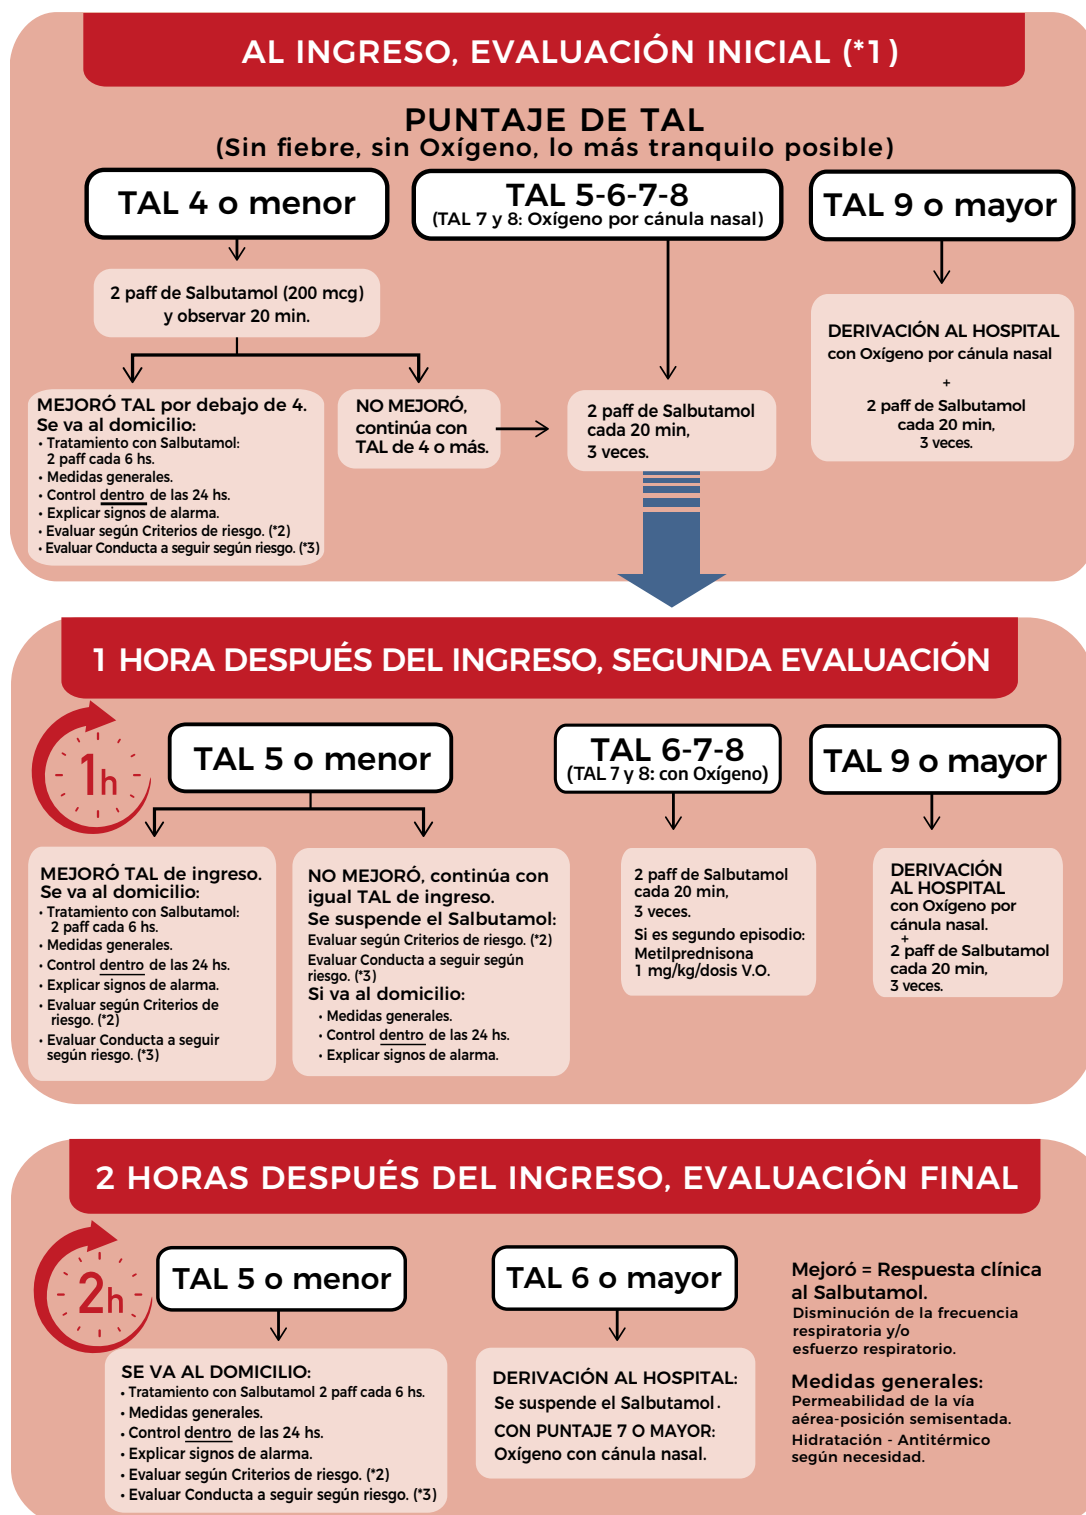 AL INGRESO, EVALUACIÓN INICIAL (*1)
PUNTAJE DE TAL
(Sin fiebre, sin Oxígeno, lo más tranquilo posible)
TAL 4 o menor
2 paff de Salbutamol (200 mcg)
y observar 20 min.
MEJORÓ TAL por debajo de 4.
Se va al domicilio:
• Tratamiento con Salbutamol:
2 paff cada 6 hs.
• Medidas generales.
• Control dentro de las 24 hs.
• Explicar signos de alarma.
• Evaluar según Criterios de riesgo. (*2)
• Evaluar Conducta a seguir según riesgo. (*3)
NO MEJORÓ,
continúa con
TAL de 4 o más.
TAL 5-6-7-8
(TAL 7 y 8: Oxígeno por cánula nasal)
2 paff de Salbutamol
cada 20 min,
3 veces.
TAL 9 o mayor
DERIVACIÓN AL HOSPITAL
con Oxígeno por cánula nasal
+
2 paff de Salbutamol
cada 20 min,
3 veces.
1 HORA DESPUÉS DEL INGRESO, SEGUNDA EVALUACIÓN
1h
TAL 5 o menor
MEJORÓ TAL de ingreso.
Se va al domicilio:
• Tratamiento con Salbutamol:
2 paff cada 6 hs.
• Medidas generales.
• Control dentro de las 24 hs.
• Explicar signos de alarma.
• Evaluar según Criterios de
riesgo. (*2)
• Evaluar Conducta a seguir
según riesgo. (*3)
NO MEJORÓ, continúa con
igual TAL de ingreso.
Se suspende el Salbutamol:
Evaluar según Criterios de riesgo. (*2)
Evaluar Conducta a seguir según
riesgo. (*3)
Si va al domicilio:
• Medidas generales.
• Control dentro de las 24 hs.
• Explicar signos de alarma.
TAL 6-7-8
(TAL 7 y 8: con Oxígeno)
2 paff de Salbutamol
cada 20 min,
3 veces.
Si es segundo episodio:
Metilprednisona
1 mg/kg/dosis V.O.
TAL 9 o mayor
DERIVACIÓN
AL HOSPITAL
con Oxígeno por
cánula nasal.
+
2 paff de Salbutamol
cada 20 min,
3 veces.
2 HORAS DESPUÉS DEL INGRESO, EVALUACIÓN FINAL
2h
TAL 5 o menor
SE VA AL DOMICILIO:
• Tratamiento con Salbutamol 2 paff cada 6 hs.
• Medidas generales.
• Control dentro de las 24 hs.
• Explicar signos de alarma.
• Evaluar según Criterios de riesgo. (*2)
• Evaluar Conducta a seguir según riesgo. (*3)
TAL 6 o mayor
DERIVACIÓN AL HOSPITAL:
Se suspende el Salbutamol.
CON PUNTAJE 7 O MAYOR:
Oxígeno con cánula nasal.
Mejoró = Respuesta clínica
al Salbutamol.
Disminución de la frecuencia
respiratoria y/o
esfuerzo respiratorio.
Medidas generales:
Permeabilidad de la vía
aérea-posición semisentada.
Hidratación - Antitérmico
según necesidad.